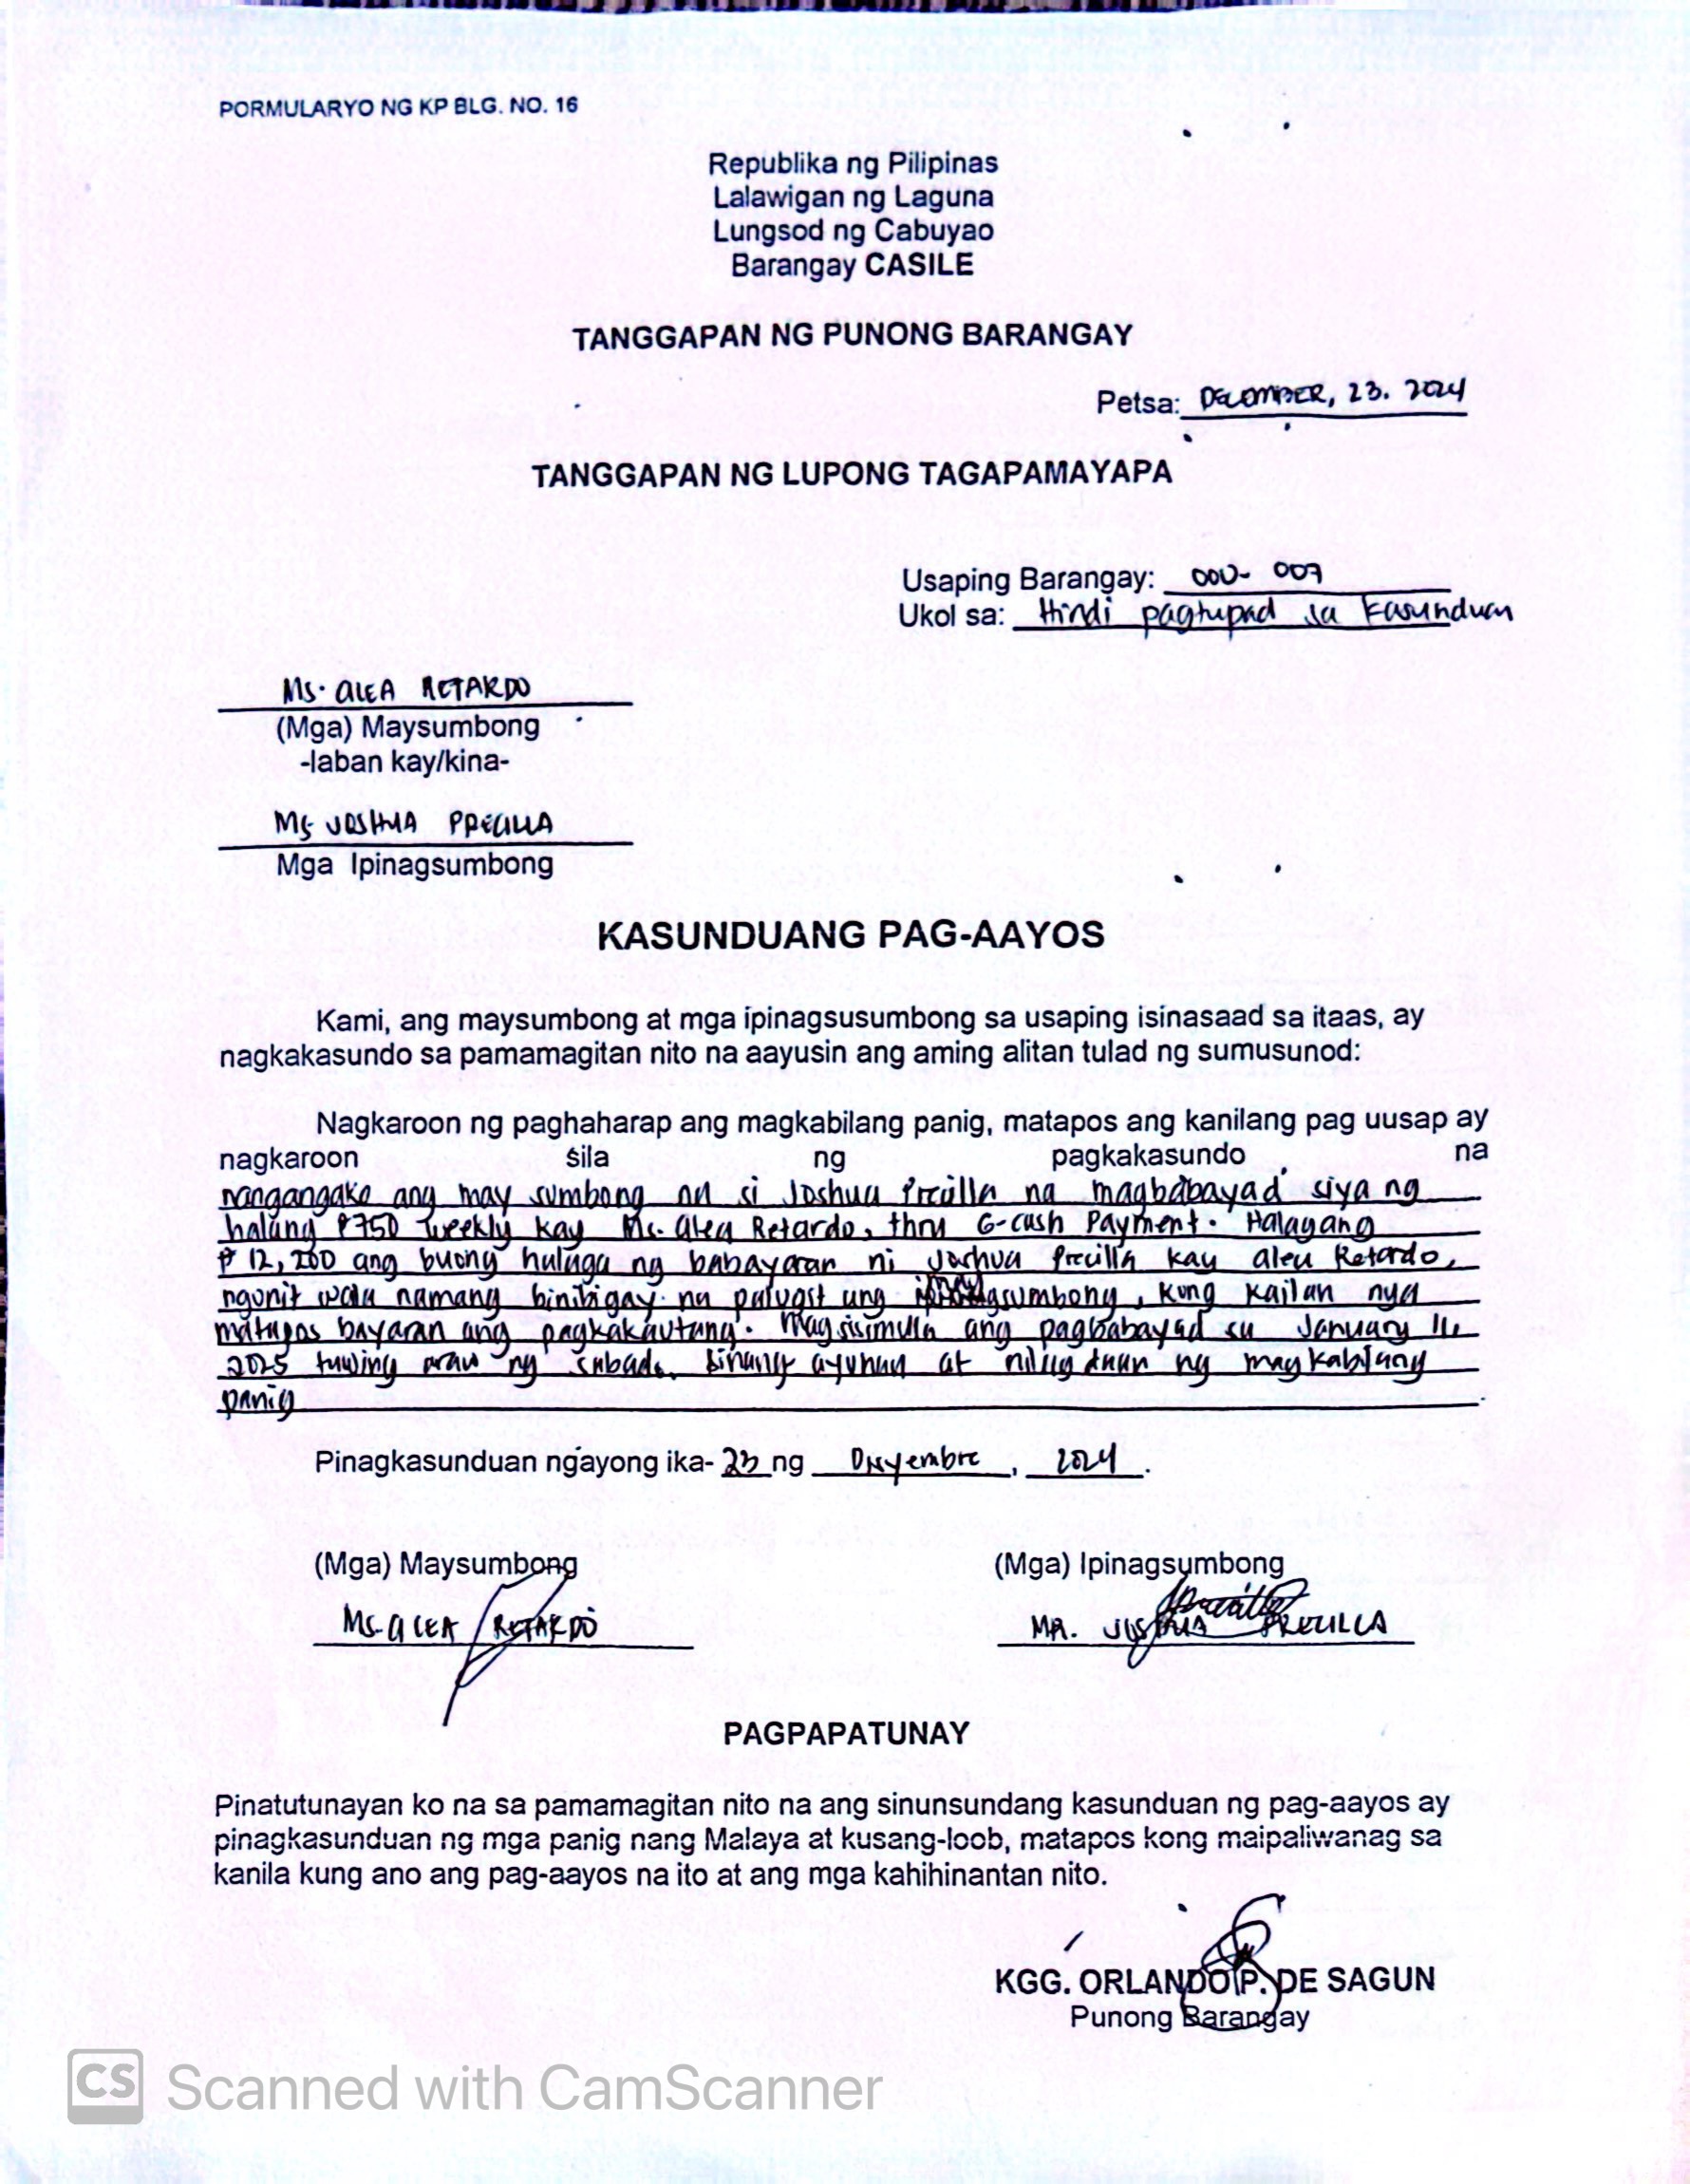 PORMULARYO NG KP BLG. NO. 16
Republika ng Pilipinas
Lalawigan ng Laguna
Lungsod ng Cabuyao
Barangay CASILE
TANGGAPAN NG PUNONG BARANGAY
Petsa: DECEMBER, 23. 2024
TANGGAPAN NG LUPONG TAGAPAMAYAPA
Usaping Barangay: 000- 007
Ukol sa: Hindi pagtupad sa Kasunduan
Ms. aLEA RETARDO
(Mga) Maysumbong
-laban kay/kina-
JOSHUA PRECILLA
Mga Ipinagsumbong
KASUNDUANG PAG-AAYOS
Kami, ang maysumbong at mga ipinagsusumbong sa usaping isinasaad sa itaas, ay
nagkakasundo sa pamamagitan nito na aayusin ang aming alitan tulad ng sumusunod:
Nagkaroon ng paghaharap ang magkabilang panig, matapos ang kanilang pag uusap ay
nagkaroon sila ng pagkakasundo na
nangangako ang may sumbong na si Joshua Precilla na magbabayad siya ng
halang ₱750 weekly kay Ms. alea Retardo, thru G-cash Payment. Halagang
₱ 12,200 ang buong halaga ng babayaran ni Joshua Precilla kay alea Retardo,
ngunit wala namang binibigay na palugit ang kung kailan nya
matapos bayaran ang pagkakautang. Magsisimula ang pagbabayad sa January 11,
2025 tuwing araw ng sabado. Sinang ayunan at nilagdaan ng magkabilang
panig
Pinagkasunduan ngayong ika- 23 ng Disyembre, 2024.
(Mga) Maysumbong (Mga) Ipinagsumbong
Ms. aLEA RETARDO MR. JOSHUA PRECILLA
PAGPAPATUNAY
Pinatutunayan ko na sa pamamagitan nito na ang sinunsundang kasunduan ng pag-aayos ay
pinagkasunduan ng mga panig nang Malaya at kusang-loob, matapos kong maipaliwanag sa
kanila kung ano ang pag-aayos na ito at ang mga kahihinantan nito.
KGG. ORLANDO P. DE SAGUN
Punong Barangay
CS Scanned with CamScanner